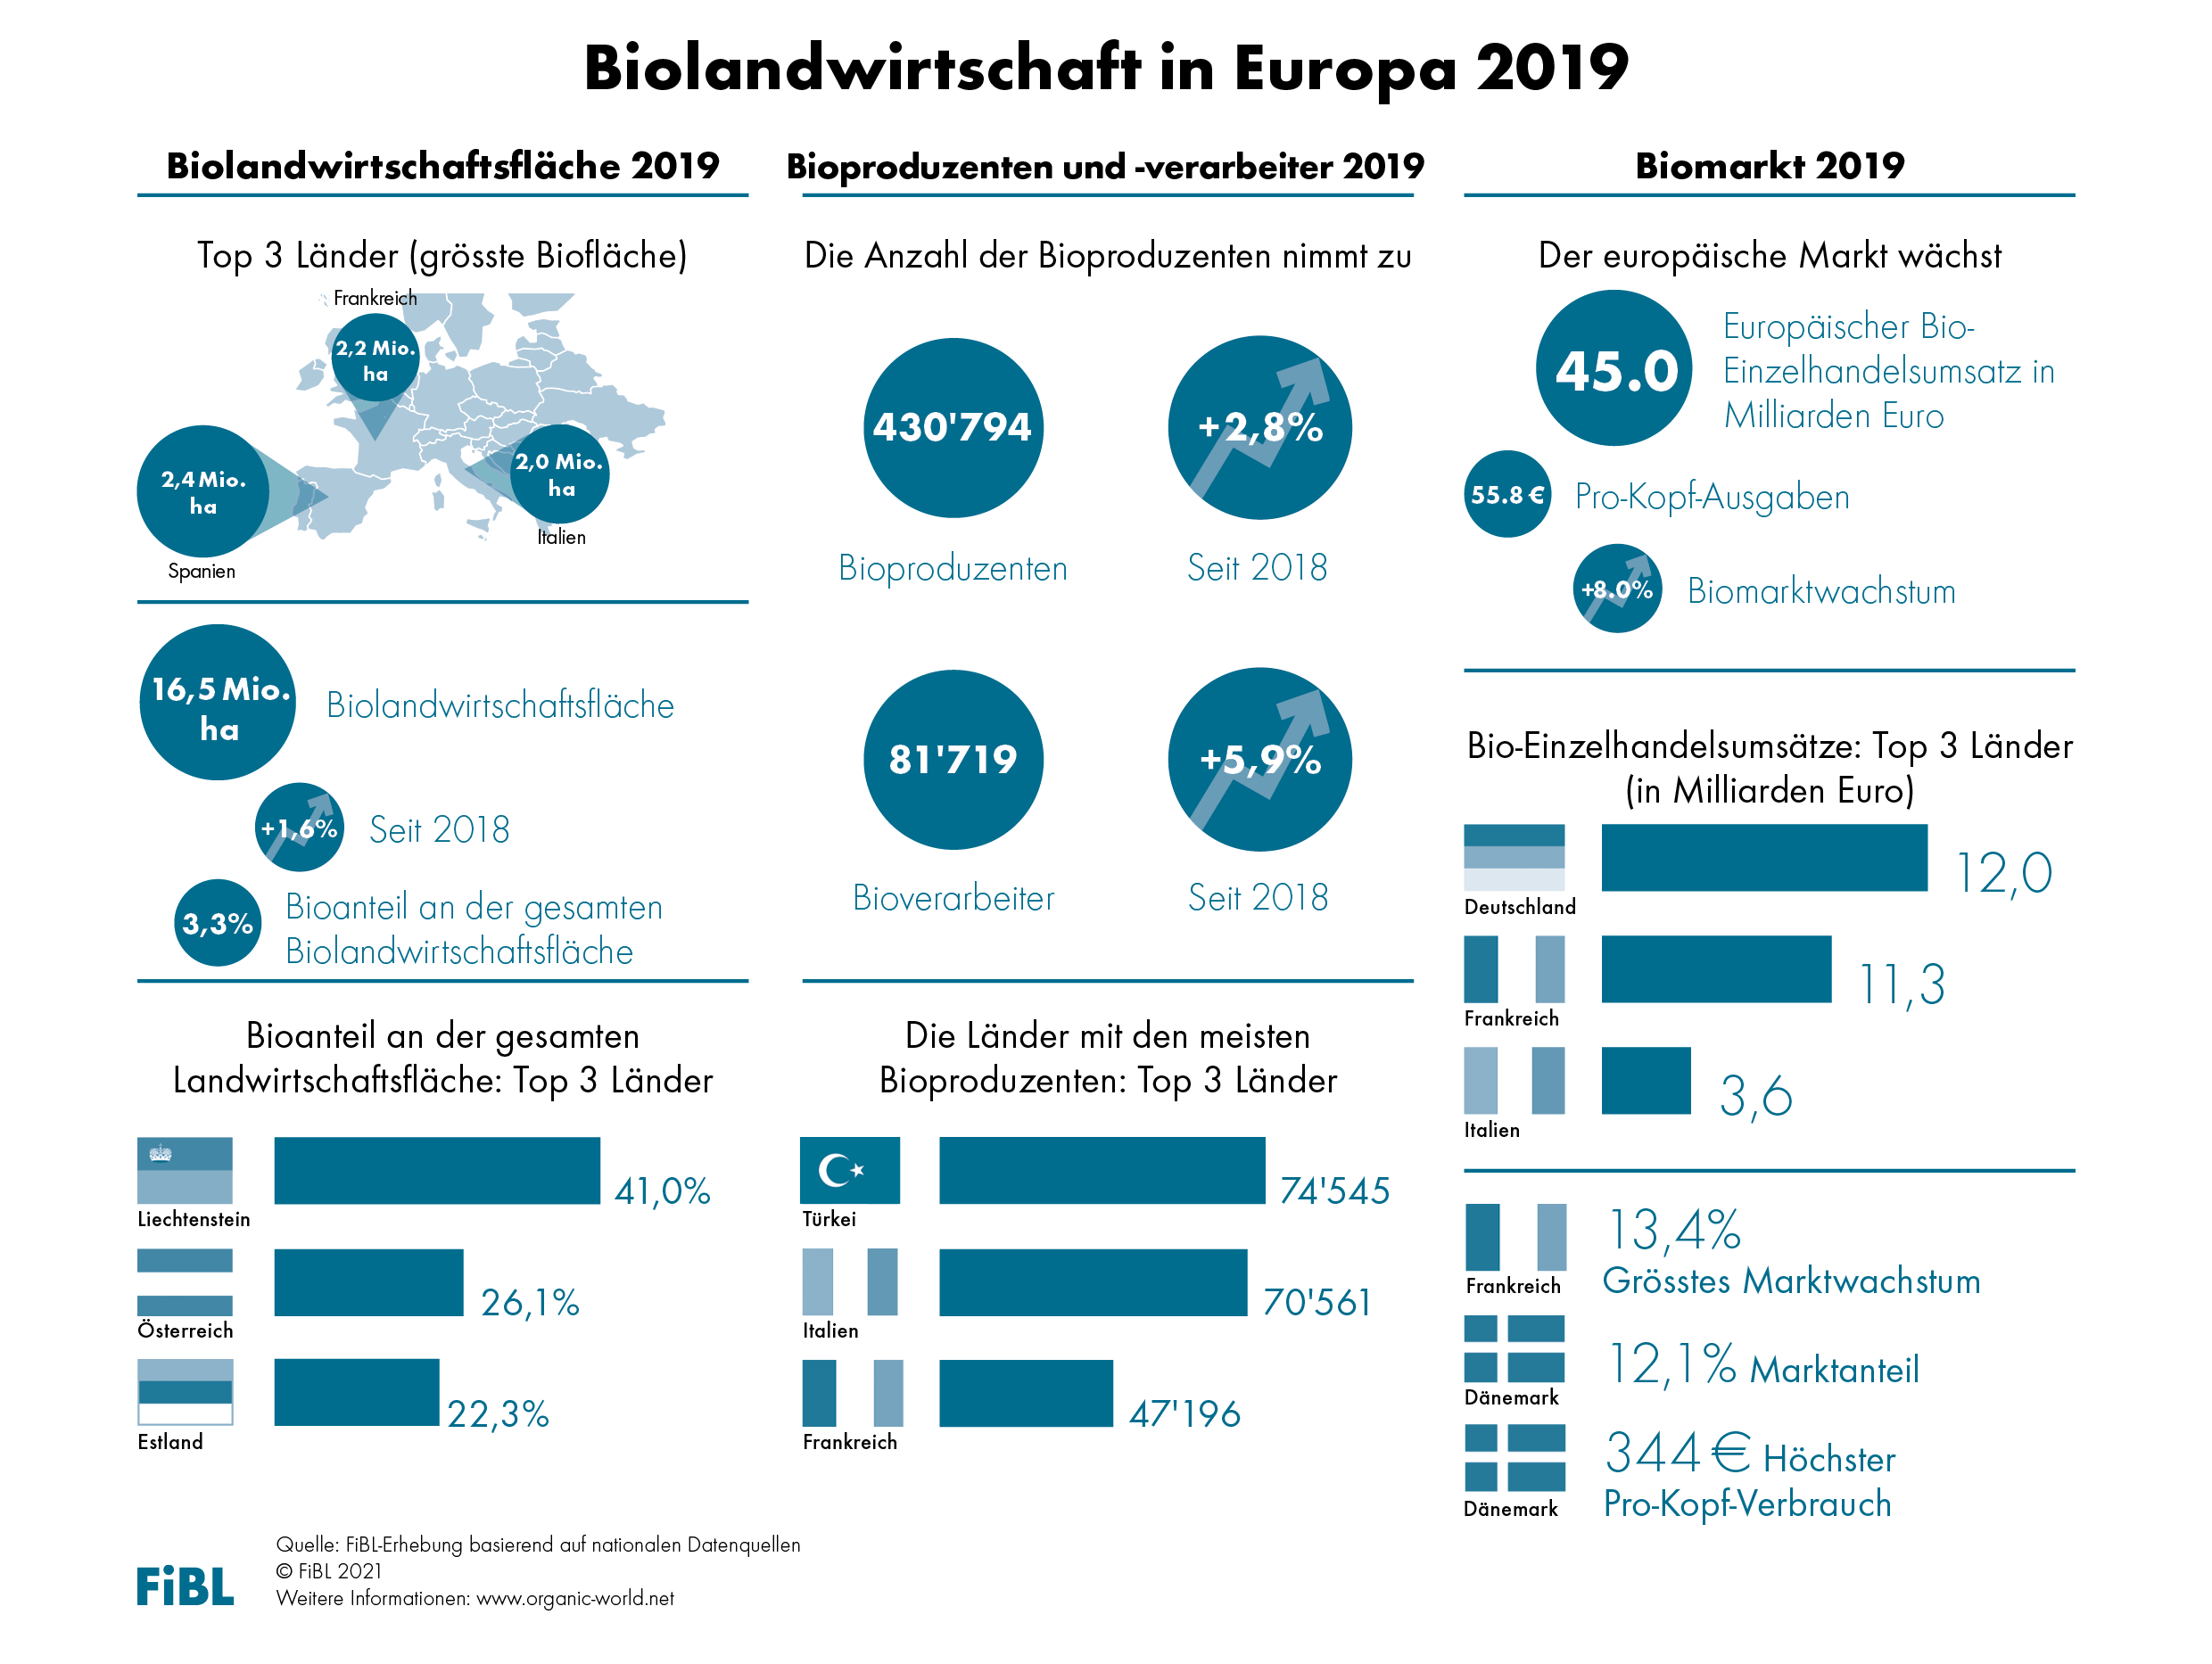 Biolandwirtschaft in Europa 2019
Biolandwirtschaftsfläche 2019
Top 3 Länder (grösste Biofläche)
Frankreich
2,2 Mio.
ha
2,4 Mio.
ha
Spanien
2,0 Mio.
ha
Italien
16,5 Mio.
ha
Biolandwirtschaftsfläche
+1,6%
Seit 2018
3,3%
Bioanteil an der gesamten
Biolandwirtschaftsfläche
Bioanteil an der gesamten
Landwirtschaftsfläche: Top 3 Länder
Liechtenstein
41,0%
Österreich
26,1%
Estland
22,3%
Bioproduzenten und -verarbeiter 2019
Die Anzahl der Bioproduzenten nimmt zu
430'794
+2,8%
Bioproduzenten
Seit 2018
81'719
+5,9%
Bioverarbeiter
Seit 2018
Die Länder mit den meisten
Bioproduzenten: Top 3 Länder
Türkei
74'545
Italien
70'561
Frankreich
47'196
Biomarkt 2019
Der europäische Markt wächst
45.0
Europäischer Bio-
Einzelhandelsumsatz in
Milliarden Euro
55.8 €
Pro-Kopf-Ausgaben
+8.0%
Biomarktwachstum
Bio-Einzelhandelsumsätze: Top 3 Länder
(in Milliarden Euro)
Deutschland
12,0
Frankreich
11,3
Italien
3,6
Frankreich
13,4%
Grösstes Marktwachstum
Dänemark
12,1% Marktanteil
Dänemark
344 € Höchster
Pro-Kopf-Verbrauch
FiBL
Quelle: FiBL-Erhebung basierend auf nationalen Datenquellen
© FiBL 2021
Weitere Informationen: www.organic-world.net